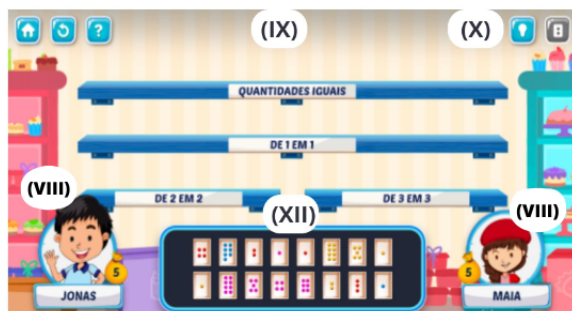 (IX)
(X)
?
QUANTIDADES IGUAIS
DE 1 EM 1
(VIII)
DE 2 EM 2
DE 3 EM 3
(XII)
(VIII)
5
5
JONAS
MAIA